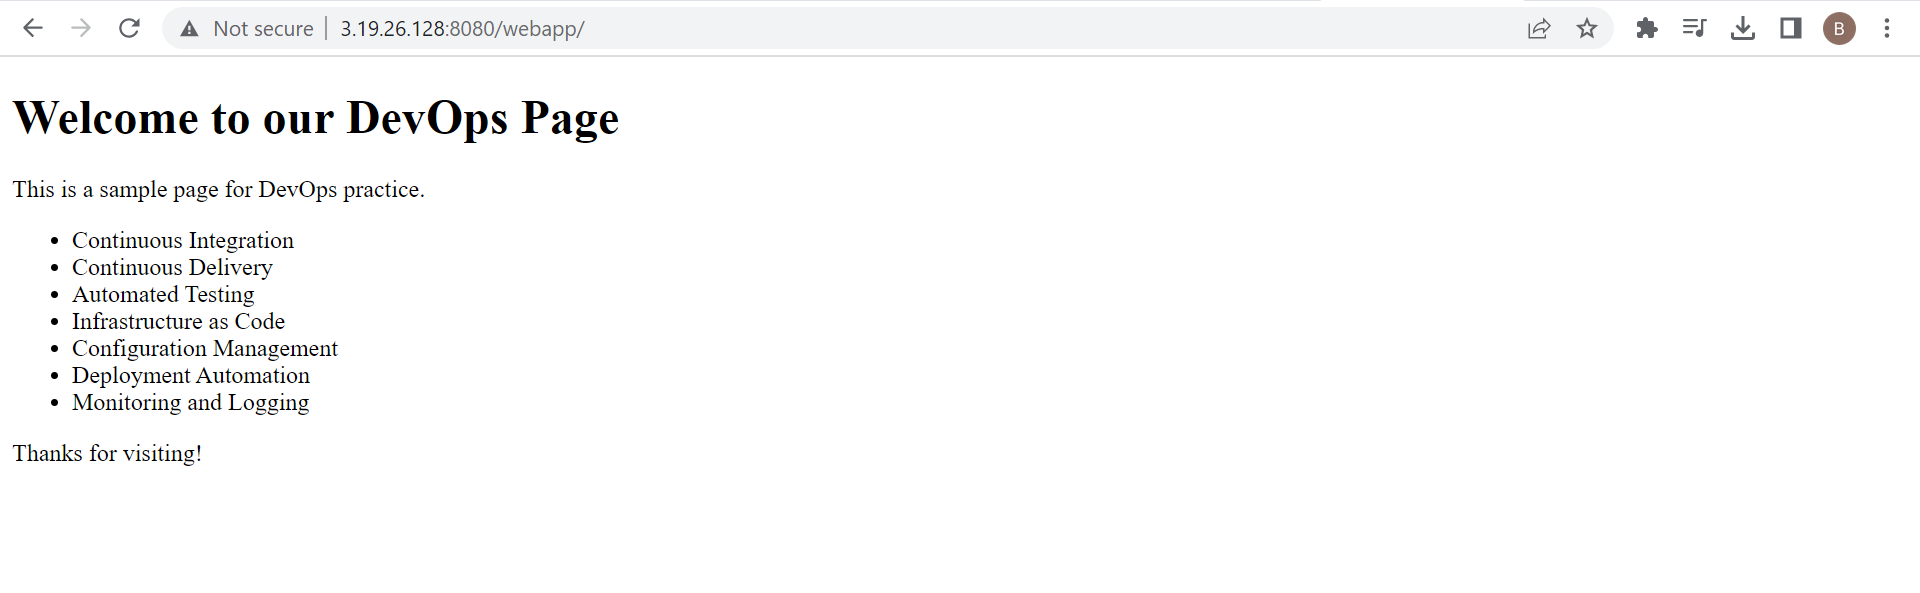 Not secure | 3.19.26.128:8080/webapp/
B
Welcome to our DevOps Page
This is a sample page for DevOps practice.
• Continuous Integration
• Continuous Delivery
• Automated Testing
• Infrastructure as Code
• Configuration Management
• Deployment Automation
• Monitoring and Logging
Thanks for visiting!